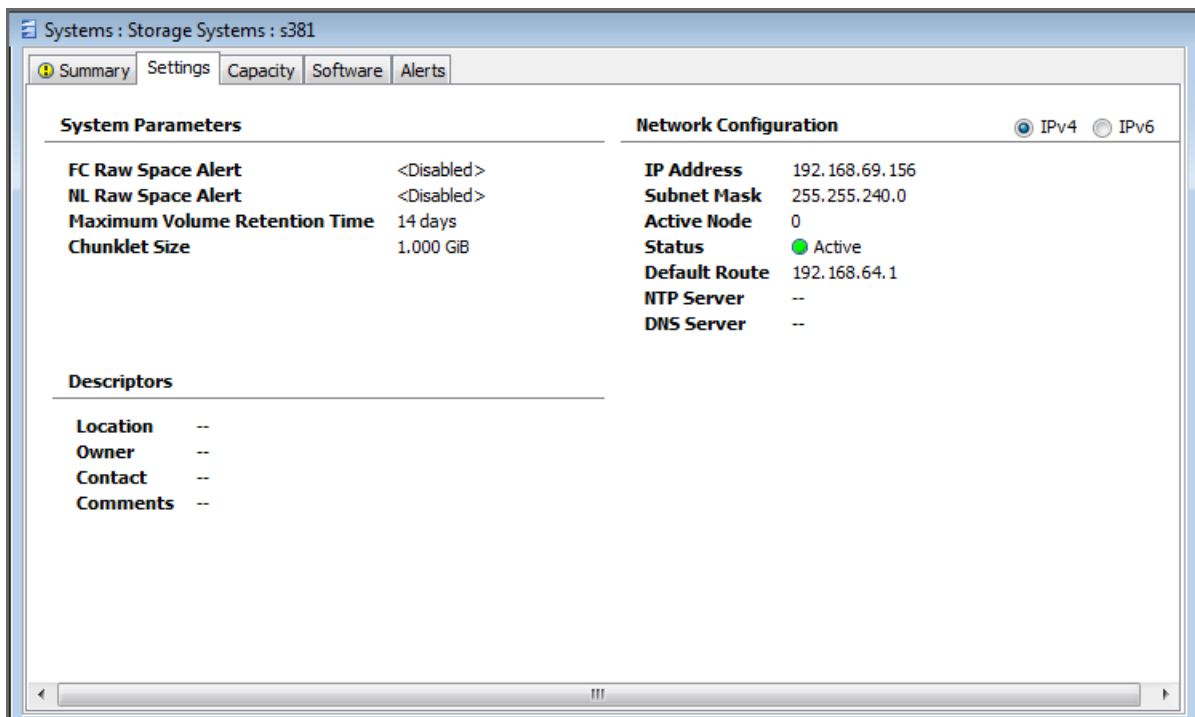 Systems : Storage Systems : s381
Summary Settings Capacity Software Alerts
System Parameters
FC Raw Space Alert <Disabled>
NL Raw Space Alert <Disabled>
Maximum Volume Retention Time 14 days
Chunklet Size 1.000 GiB
Network Configuration IPv4 IPv6
IP Address 192.168.69.156
Subnet Mask 255.255.240.0
Active Node 0
Status Active
Default Route 192.168.64.1
NTP Server --
DNS Server --
Descriptors
Location --
Owner --
Contact --
Comments --